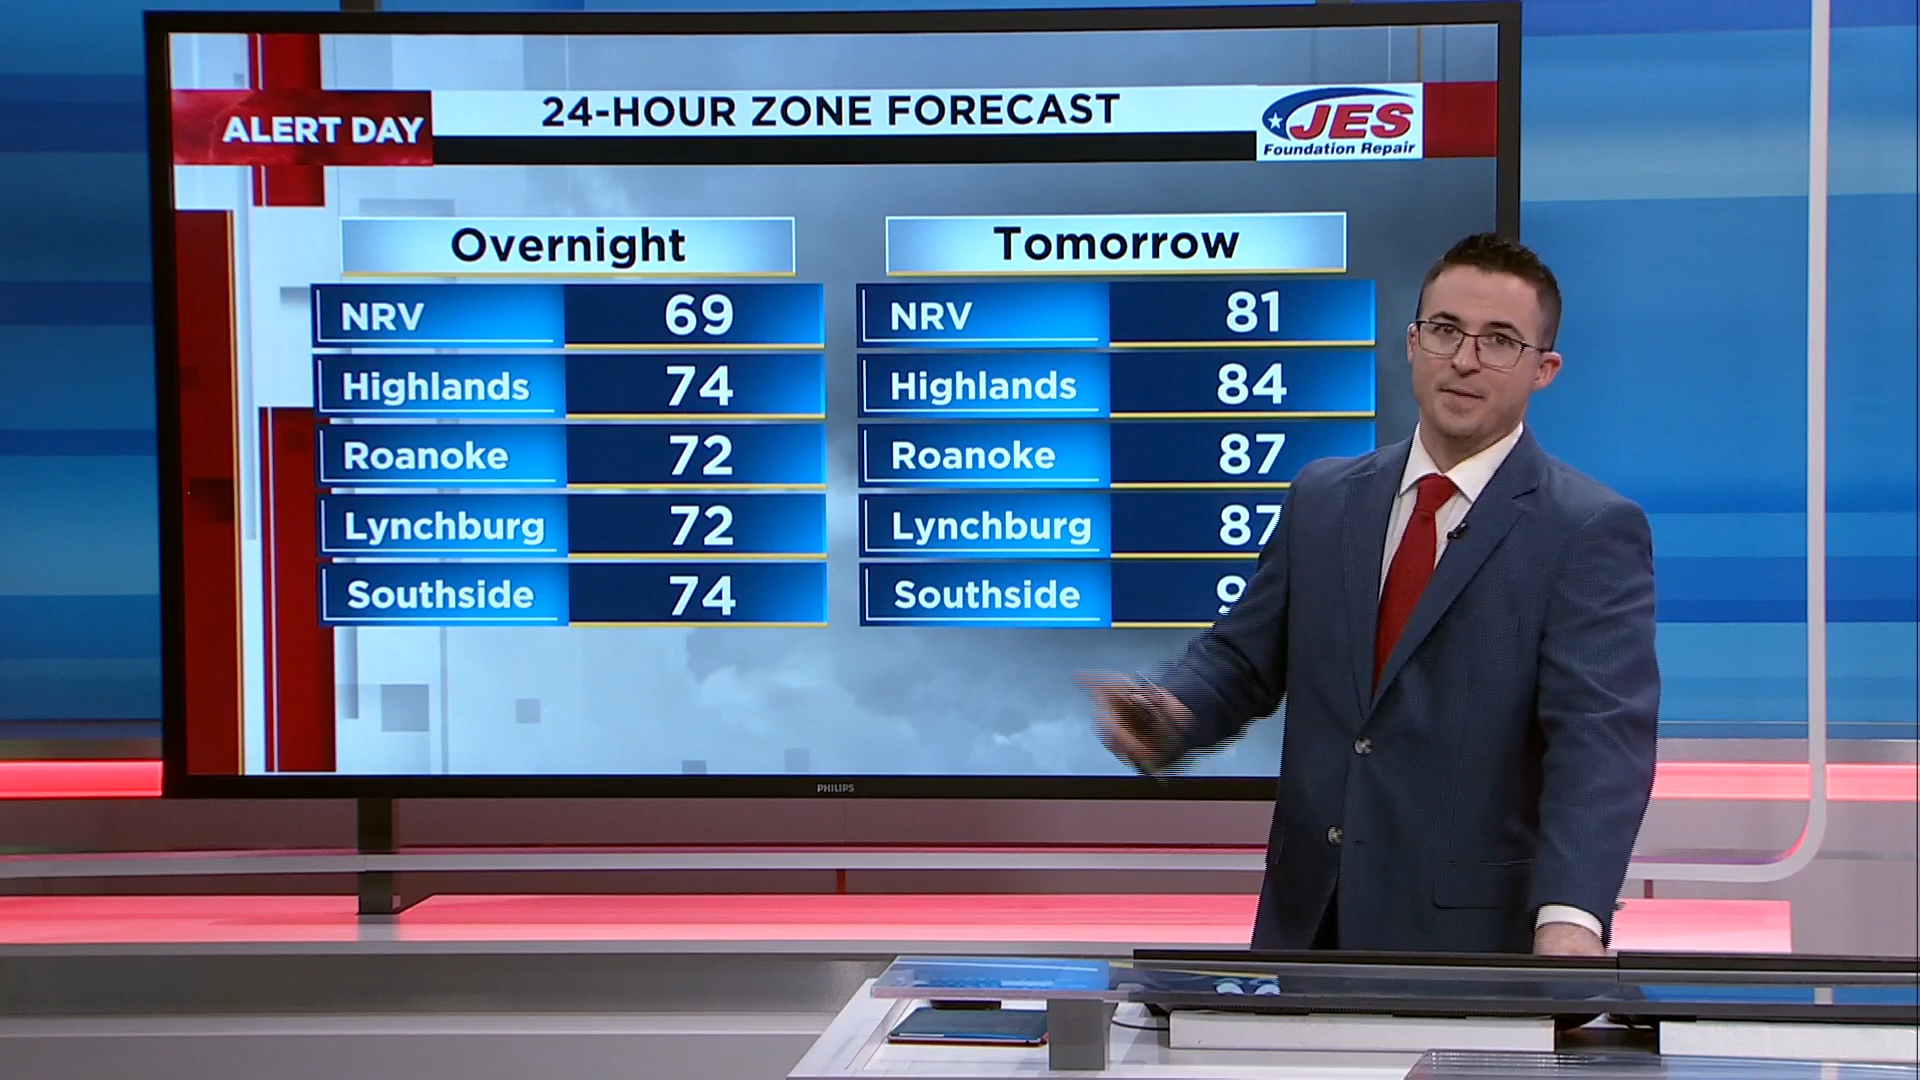 ALERT DAY
24-HOUR ZONE FORECAST
JES
Foundation Repair
Overnight
NRV 69
Highlands 74
Roanoke 72
Lynchburg 72
Southside 74
Tomorrow
NRV 81
Highlands 84
Roanoke 87
Lynchburg 87
Southside
PHILIPS